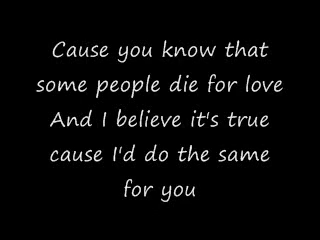 Cause you know that
some people die for love
And I believe it's true
cause I'd do the same
for you